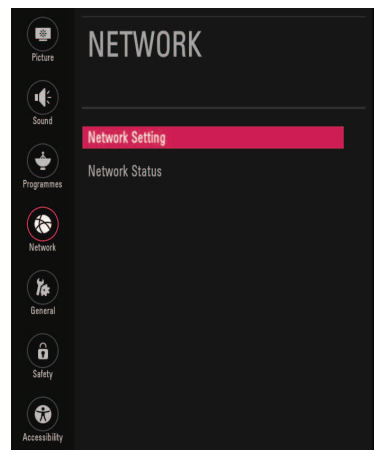 NETWORK
Picture
Sound
Programmes
Network
General
Safety
Accessibility
Network Setting
Network Status